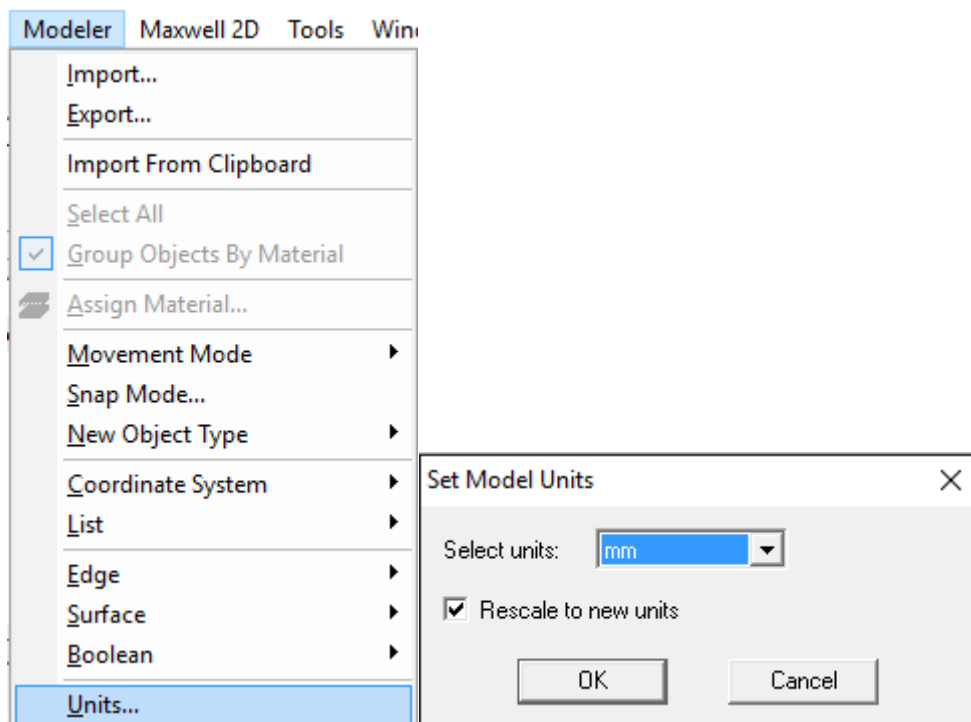 Modeler Maxwell 2D Tools
Import...
Export...
Import From Clipboard
Select All
Group Objects By Material
Assign Material...
Movement Mode
Snap Mode...
New Object Type
Coordinate System
List
Edge
Surface
Boolean
Units...
Set Model Units
Select units: mm
Rescale to new units
OK Cancel